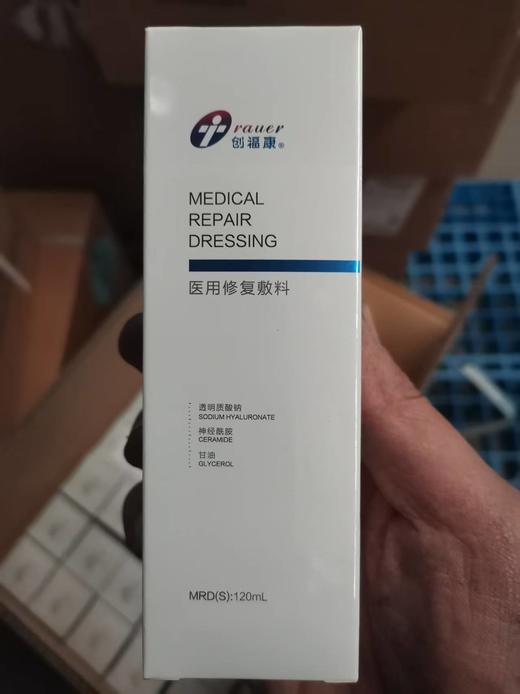 rauer
创福康®
MEDICAL
REPAIR
DRESSING
医用修复敷料
透明质酸钠
SODIUM HYALURONATE
神经酰胺
CERAMIDE
甘油
GLYCEROL
MRD(S):120mL